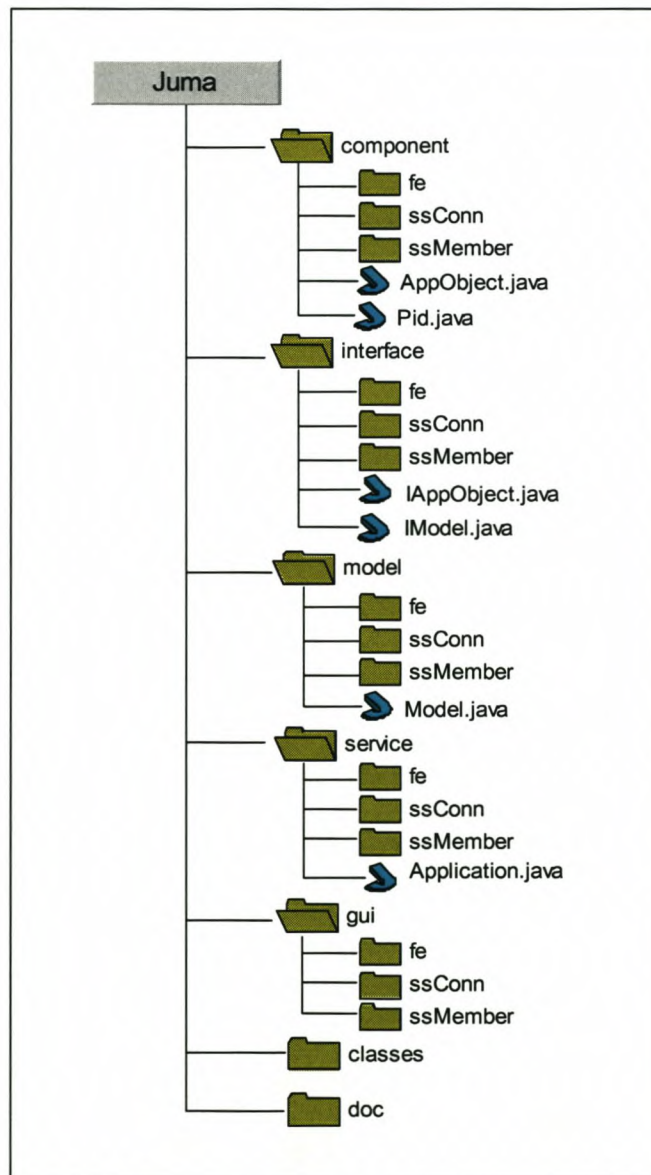 Juma
component
fe
ssConn
ssMember
AppObject.java
Pid.java
interface
fe
ssConn
ssMember
IAppObject.java
IModel.java
model
fe
ssConn
ssMember
Model.java
service
fe
ssConn
ssMember
Application.java
gui
fe
ssConn
ssMember
classes
doc